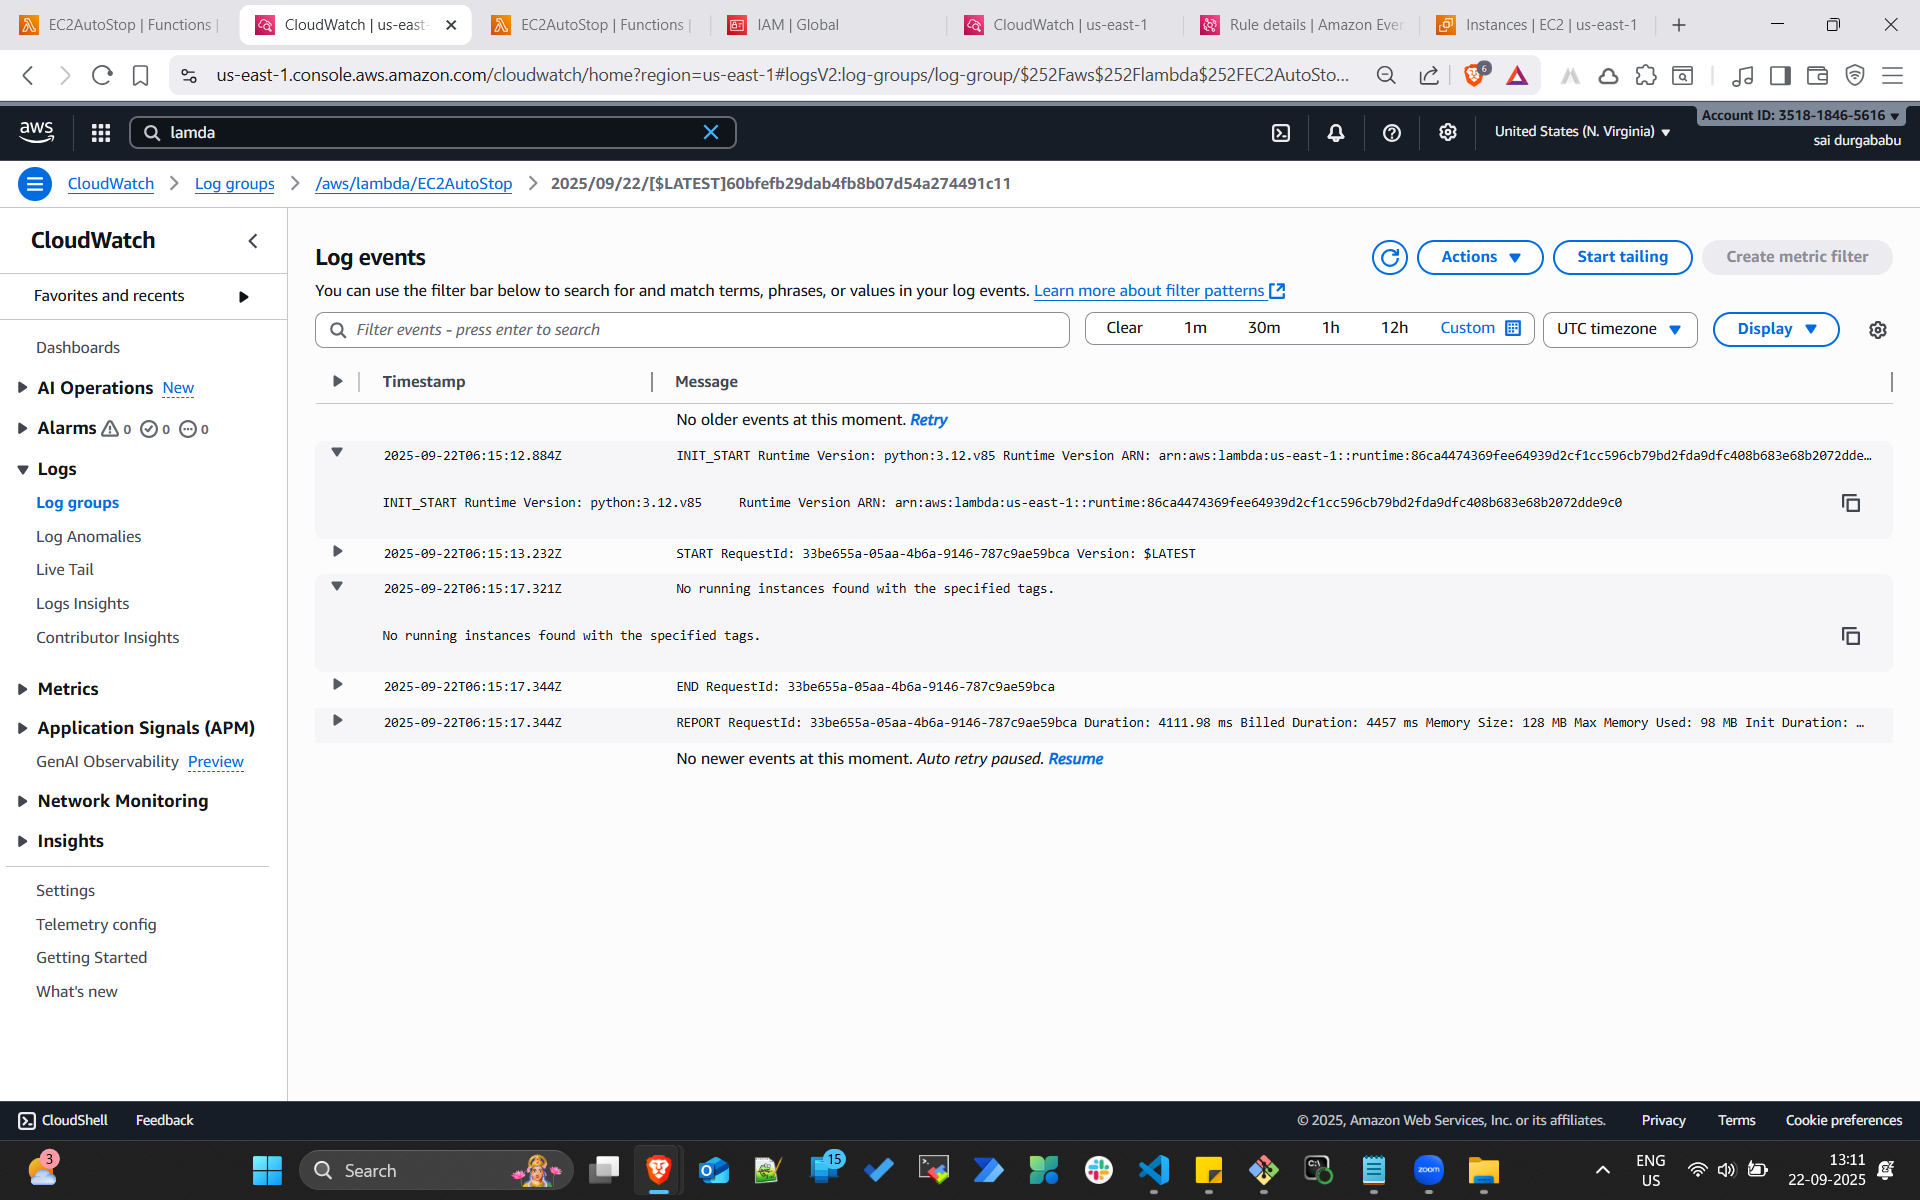 EC2AutoStop | Functions |
CloudWatch | us-east-
EC2AutoStop | Functions |
IAM | Global
CloudWatch | us-east-1
Rule details | Amazon Even
Instances | EC2 | us-east-1
us-east-1.console.aws.amazon.com/cloudwatch/home?region=us-east-1#logsV2:log-groups/log-group/$252Faws$252Flambda$252FEC2AutoSto...
6
aws
lamda
United States (N. Virginia)
Account ID: 3518-1846-5616
sai durgababu
CloudWatch
Log groups
/aws/lambda/EC2AutoStop
2025/09/22/[$LATEST]60bfefb29dab4fb8b07d54a274491c11
CloudWatch
Favorites and recents
Dashboards
AI Operations New
Alarms 0 0 0
Logs
Log groups
Log Anomalies
Live Tail
Logs Insights
Contributor Insights
Metrics
Application Signals (APM)
GenAI Observability Preview
Network Monitoring
Insights
Settings
Telemetry config
Getting Started
What's new
Log events
Actions
Start tailing
Create metric filter
You can use the filter bar below to search for and match terms, phrases, or values in your log events. Learn more about filter patterns
Filter events - press enter to search
Clear 1m 30m 1h 12h Custom
UTC timezone
Display
Timestamp Message
No older events at this moment. Retry
2025-09-22T06:15:12.884Z INIT_START Runtime Version: python:3.12.v85 Runtime Version ARN: arn:aws:lambda:us-east-1::runtime:86ca4474369fee64939d2cf1cc596cb79bd2fda9dfc408b683e68b2072dde…
INIT_START Runtime Version: python:3.12.v85 Runtime Version ARN: arn:aws:lambda:us-east-1::runtime:86ca4474369fee64939d2cf1cc596cb79bd2fda9dfc408b683e68b2072dde9c0
2025-09-22T06:15:13.232Z START RequestId: 33be655a-05aa-4b6a-9146-787c9ae59bca Version: $LATEST
2025-09-22T06:15:17.321Z No running instances found with the specified tags.
No running instances found with the specified tags.
2025-09-22T06:15:17.344Z END RequestId: 33be655a-05aa-4b6a-9146-787c9ae59bca
2025-09-22T06:15:17.344Z REPORT RequestId: 33be655a-05aa-4b6a-9146-787c9ae59bca Duration: 4111.98 ms Billed Duration: 4457 ms Memory Size: 128 MB Max Memory Used: 98 MB Init Duration: …
No newer events at this moment. Auto retry paused. Resume
CloudShell
Feedback
© 2025, Amazon Web Services, Inc. or its affiliates.
Privacy
Terms
Cookie preferences
3
Search
15
zoom
ENG
US
13:11
22-09-2025